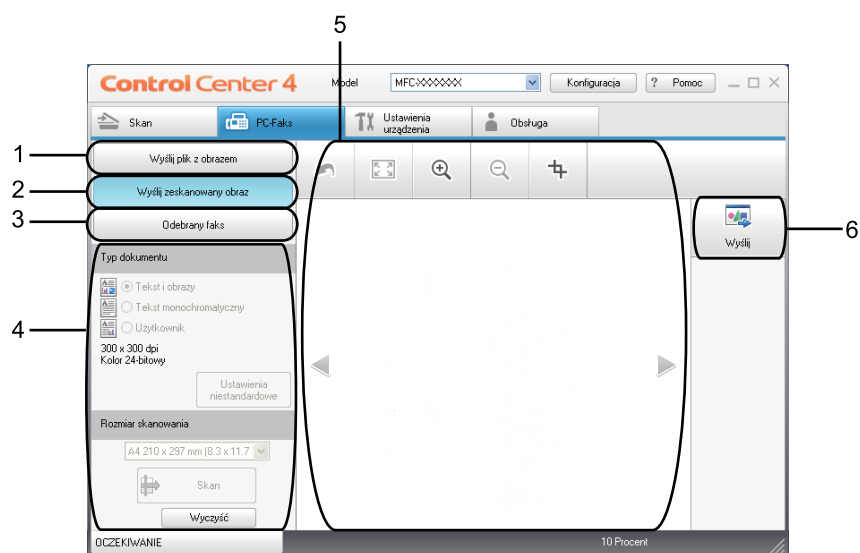 5
Control Center 4 Model MFC-XXXXXX Konfiguracja ? Pomoc
Skan PC-Faks Ustawienia urządzenia Obsługa
1 Wyślij plik z obrazem
2 Wyślij zeskanowany obraz
3 Odebrany faks
Wyślij 6
Typ dokumentu
Tekst i obrazy
Tekst monochromatyczny
4 Użytkownik
300 x 300 dpi
Kolor 24-bitowy
Ustawienia
niestandardowe
Rozmiar skanowania
A4 210 x 297 mm (8.3 x 11.7
Skan
Wyczyść
OCZEKIWANIE 10 Procent